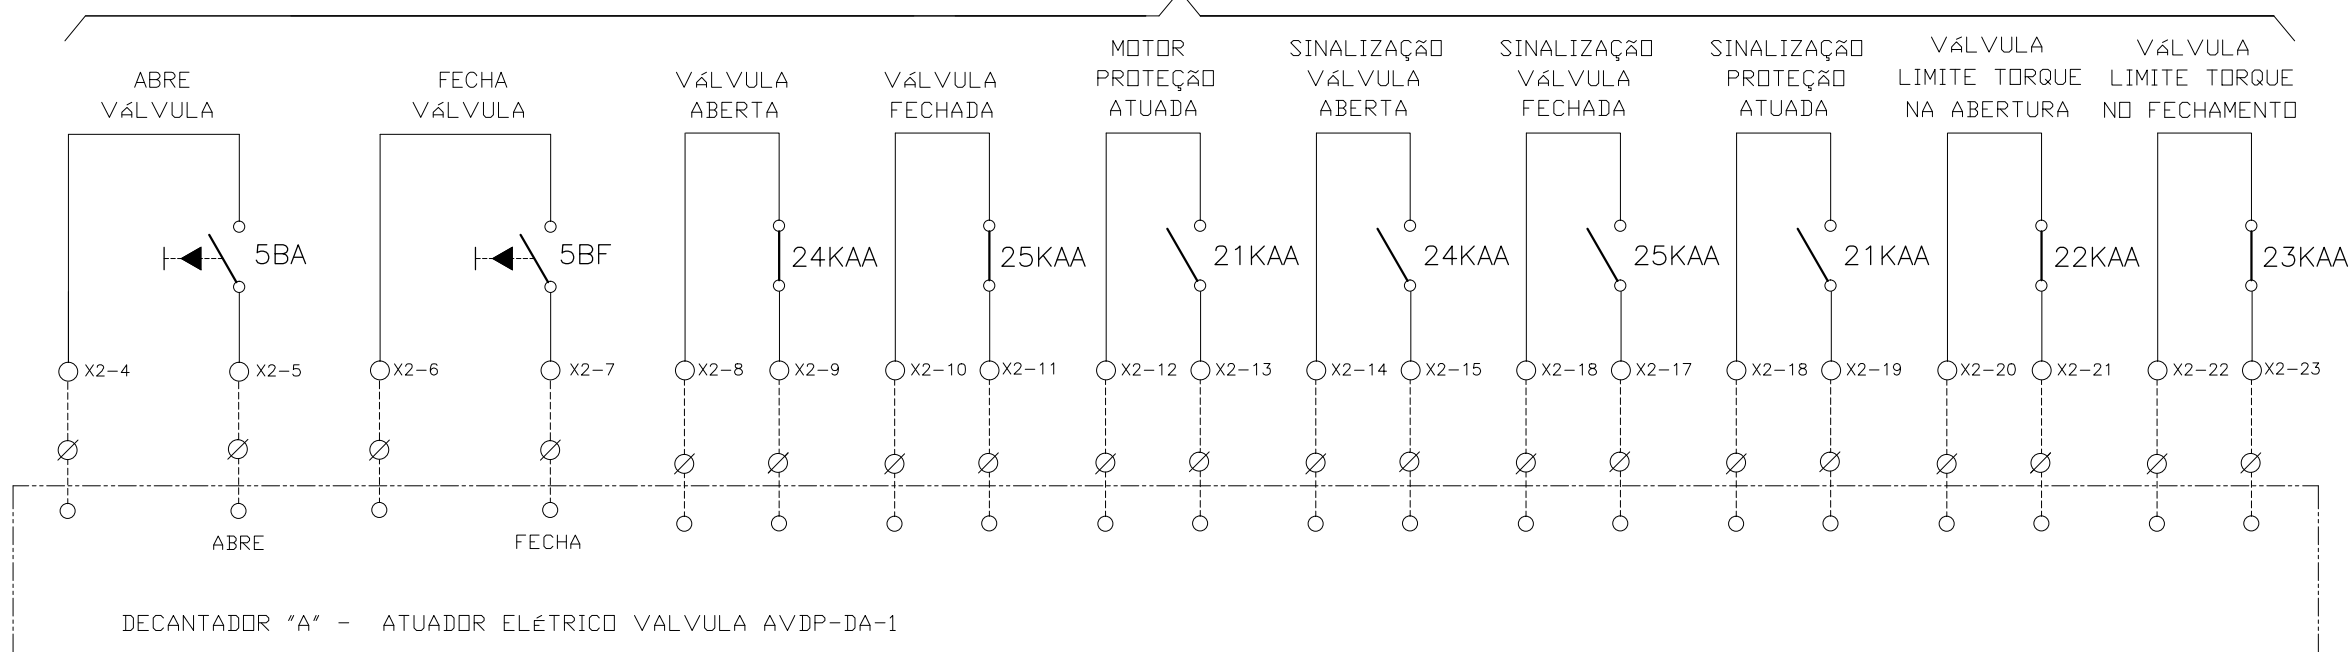 ABRE
VÁLVULA
FECHA
VÁLVULA
VÁLVULA
ABERTA
VÁLVULA
FECHADA
MOTOR
PROTEÇÃO
ATUADA
SINALIZAÇÃO
VÁLVULA
ABERTA
SINALIZAÇÃO
VÁLVULA
FECHADA
SINALIZAÇÃO
PROTEÇÃO
ATUADA
VÁLVULA
LIMITE TORQUE
NA ABERTURA
VÁLVULA
LIMITE TORQUE
NO FECHAMENTO
5BA
5BF
24KAA
25KAA
21KAA
24KAA
25KAA
21KAA
22KAA
23KAA
X2-4
X2-5
X2-6
X2-7
X2-8
X2-9
X2-10
X2-11
X2-12
X2-13
X2-14
X2-15
X2-18
X2-17
X2-18
X2-19
X2-20
X2-21
X2-22
X2-23
ABRE
FECHA
DECANTADOR "A" - ATUADOR ELÉTRICO VALVULA AVDP-DA-1